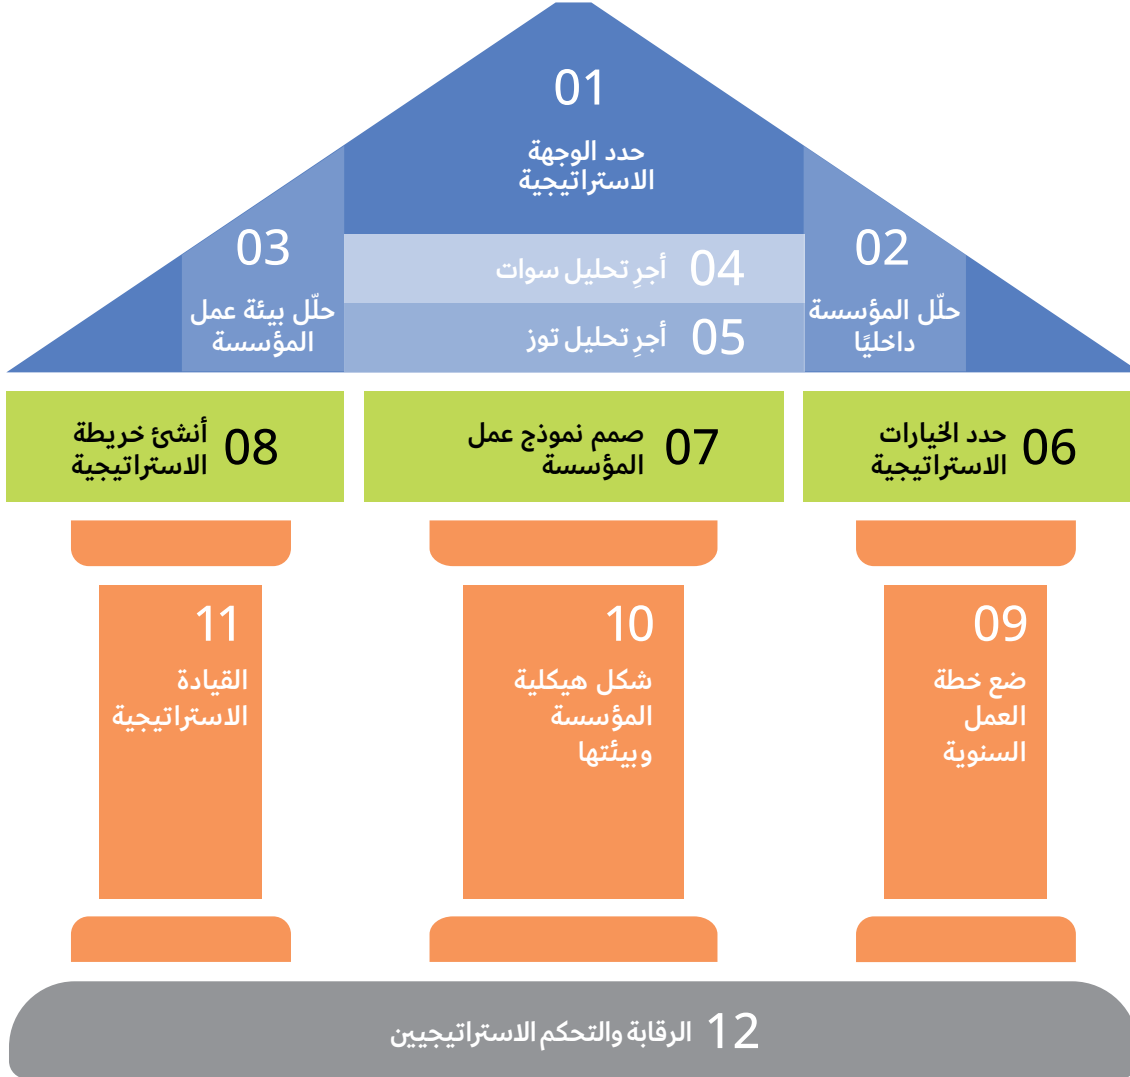 01
حدد الوجهة
الاستراتيجية
02
حلّل المؤسسة
داخليًا
03
حلّل بيئة عمل
المؤسسة
04 أجرِ تحليل سوات
05 أجرِ تحليل توز
06 حدد الخيارات
الاستراتيجية
07 صمم نموذج عمل
المؤسسة
08 أنشئ خريطة
الاستراتيجية
09
ضع خطة
العمل
السنوية
10
شكل هيكلية
المؤسسة
وبيئتها
11
القيادة
الاستراتيجية
12 الرقابة والتحكم الاستراتيجيين